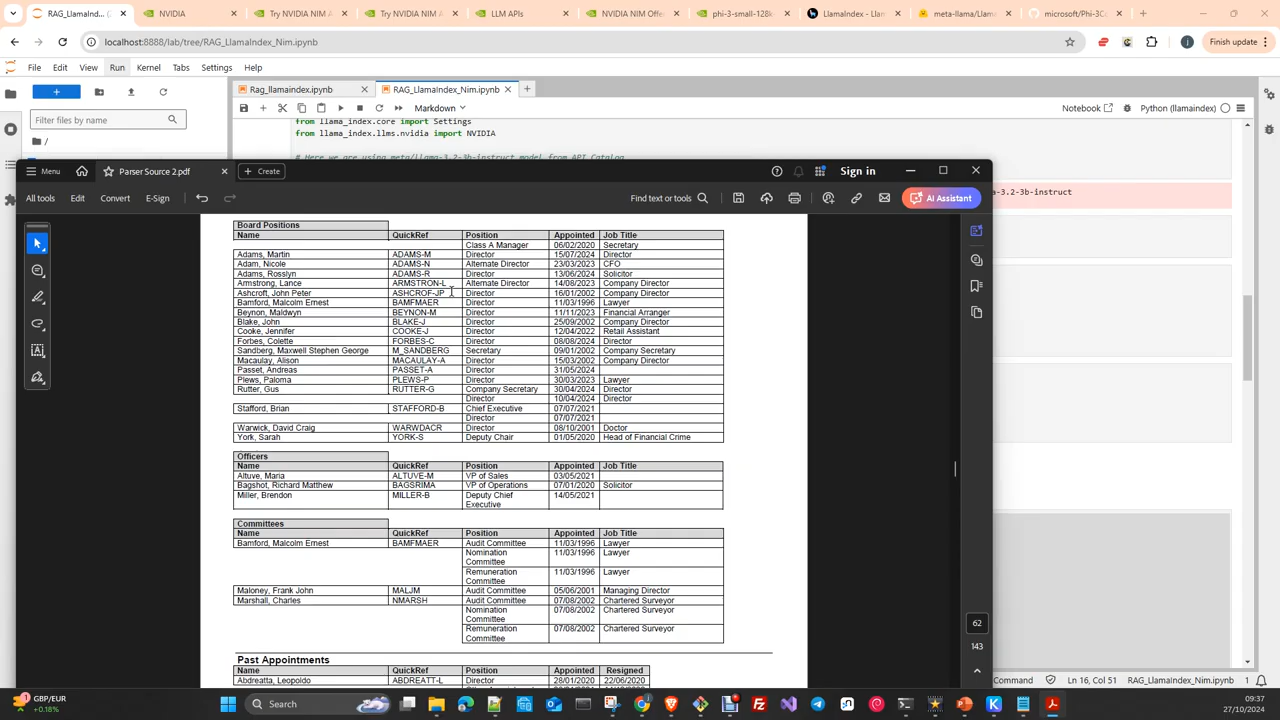 localhost:8888/lab/tree/RAG_LlamaIndex_Nim.ipynb
Finish update
NVIDIA
Try NVIDIA NIM A
Try NVIDIA NIM A
LLM APIs
NVIDIA NIM Offe
phi-3-small-128k
LlamaIndex - Llam
meta-llama/Llama
microsoft/Phi-3C
File Edit View Run Kernel Tabs Settings Help
Rag_llamaindex.ipynb
RAG_LlamaIndex_Nim.ipynb
Filter files by name
/
Markdown
Notebook
Python (llamaindex)
from llama_index.core import Settings
from llama_index.llms.nvidia import NVIDIA
# Here we are using meta/llama-3.2-3b-instruct model from API Catalog
a-3.2-3b-instruct
Menu
Parser Source 2.pdf
Create
Sign in
All tools Edit Convert E-Sign
Find text or tools
AI Assistant
Board Positions
Name QuickRef Position Appointed Job Title
Class A Manager 06/02/2020 Secretary
Adams, Martin ADAMS-M Director 15/07/2024 Director
Adam, Nicole ADAMS-N Alternate Director 23/03/2023 CFO
Adams, Rosslyn ADAMS-R Director 13/06/2024 Solicitor
Armstrong, Lance ARMSTRON-L Alternate Director 14/08/2023 Company Director
Ashcroft, John Peter ASHCROF-JP Director 16/01/2002 Company Director
Bamford, Malcolm Ernest BAMFMAER Director 11/03/1996 Lawyer
Beynon, Maldwyn BEYNON-M Director 11/11/2023 Financial Arranger
Blake, John BLAKE-J Director 25/09/2002 Company Director
Cooke, Jennifer COOKE-J Director 12/04/2022 Retail Assistant
Forbes, Colette FORBES-C Director 08/08/2024 Director
Sandberg, Maxwell Stephen George M_SANDBERG Secretary 09/01/2002 Company Secretary
Macaulay, Alison MACAULAY-A Director 15/03/2002 Company Director
Passet, Andreas PASSET-A Director 31/05/2024
Plews, Paloma PLEWS-P Director 30/03/2023 Lawyer
Rutter, Gus RUTTER-G Company Secretary 30/04/2024 Director
Director 10/04/2024 Director
Stafford, Brian STAFFORD-B Chief Executive 07/07/2021
Director 07/07/2021
Warwick, David Craig WARWDACR Director 08/10/2001 Doctor
York, Sarah YORK-S Deputy Chair 01/05/2020 Head of Financial Crime
Officers
Name QuickRef Position Appointed Job Title
Altuve, Maria ALTUVE-M VP of Sales 03/05/2021
Bagshot, Richard Matthew BAGSRIMA VP of Operations 07/01/2020 Solicitor
Miller, Brendon MILLER-B Deputy Chief 14/05/2021
Executive
Committees
Name QuickRef Position Appointed Job Title
Bamford, Malcolm Ernest BAMFMAER Audit Committee 11/03/1996 Lawyer
Nomination 11/03/1996 Lawyer
Committee
Remuneration 11/03/1996 Lawyer
Committee
Maloney, Frank John MALJM Audit Committee 05/06/2001 Managing Director
Marshall, Charles NMARSH Audit Committee 07/08/2002 Chartered Surveyor
Nomination 07/08/2002 Chartered Surveyor
Committee
Remuneration 07/08/2002 Chartered Surveyor
Committee
Past Appointments
Name QuickRef Position Appointed Resigned
Abdreatta, Leopoldo ABDREATT-L Director 28/01/2020 22/06/2020
62
143
Command
Ln 16, Col 51
RAG_LlamaIndex_Nim.ipynb
1
GBP/EUR
+0.18%
Search
09:37
27/10/2024